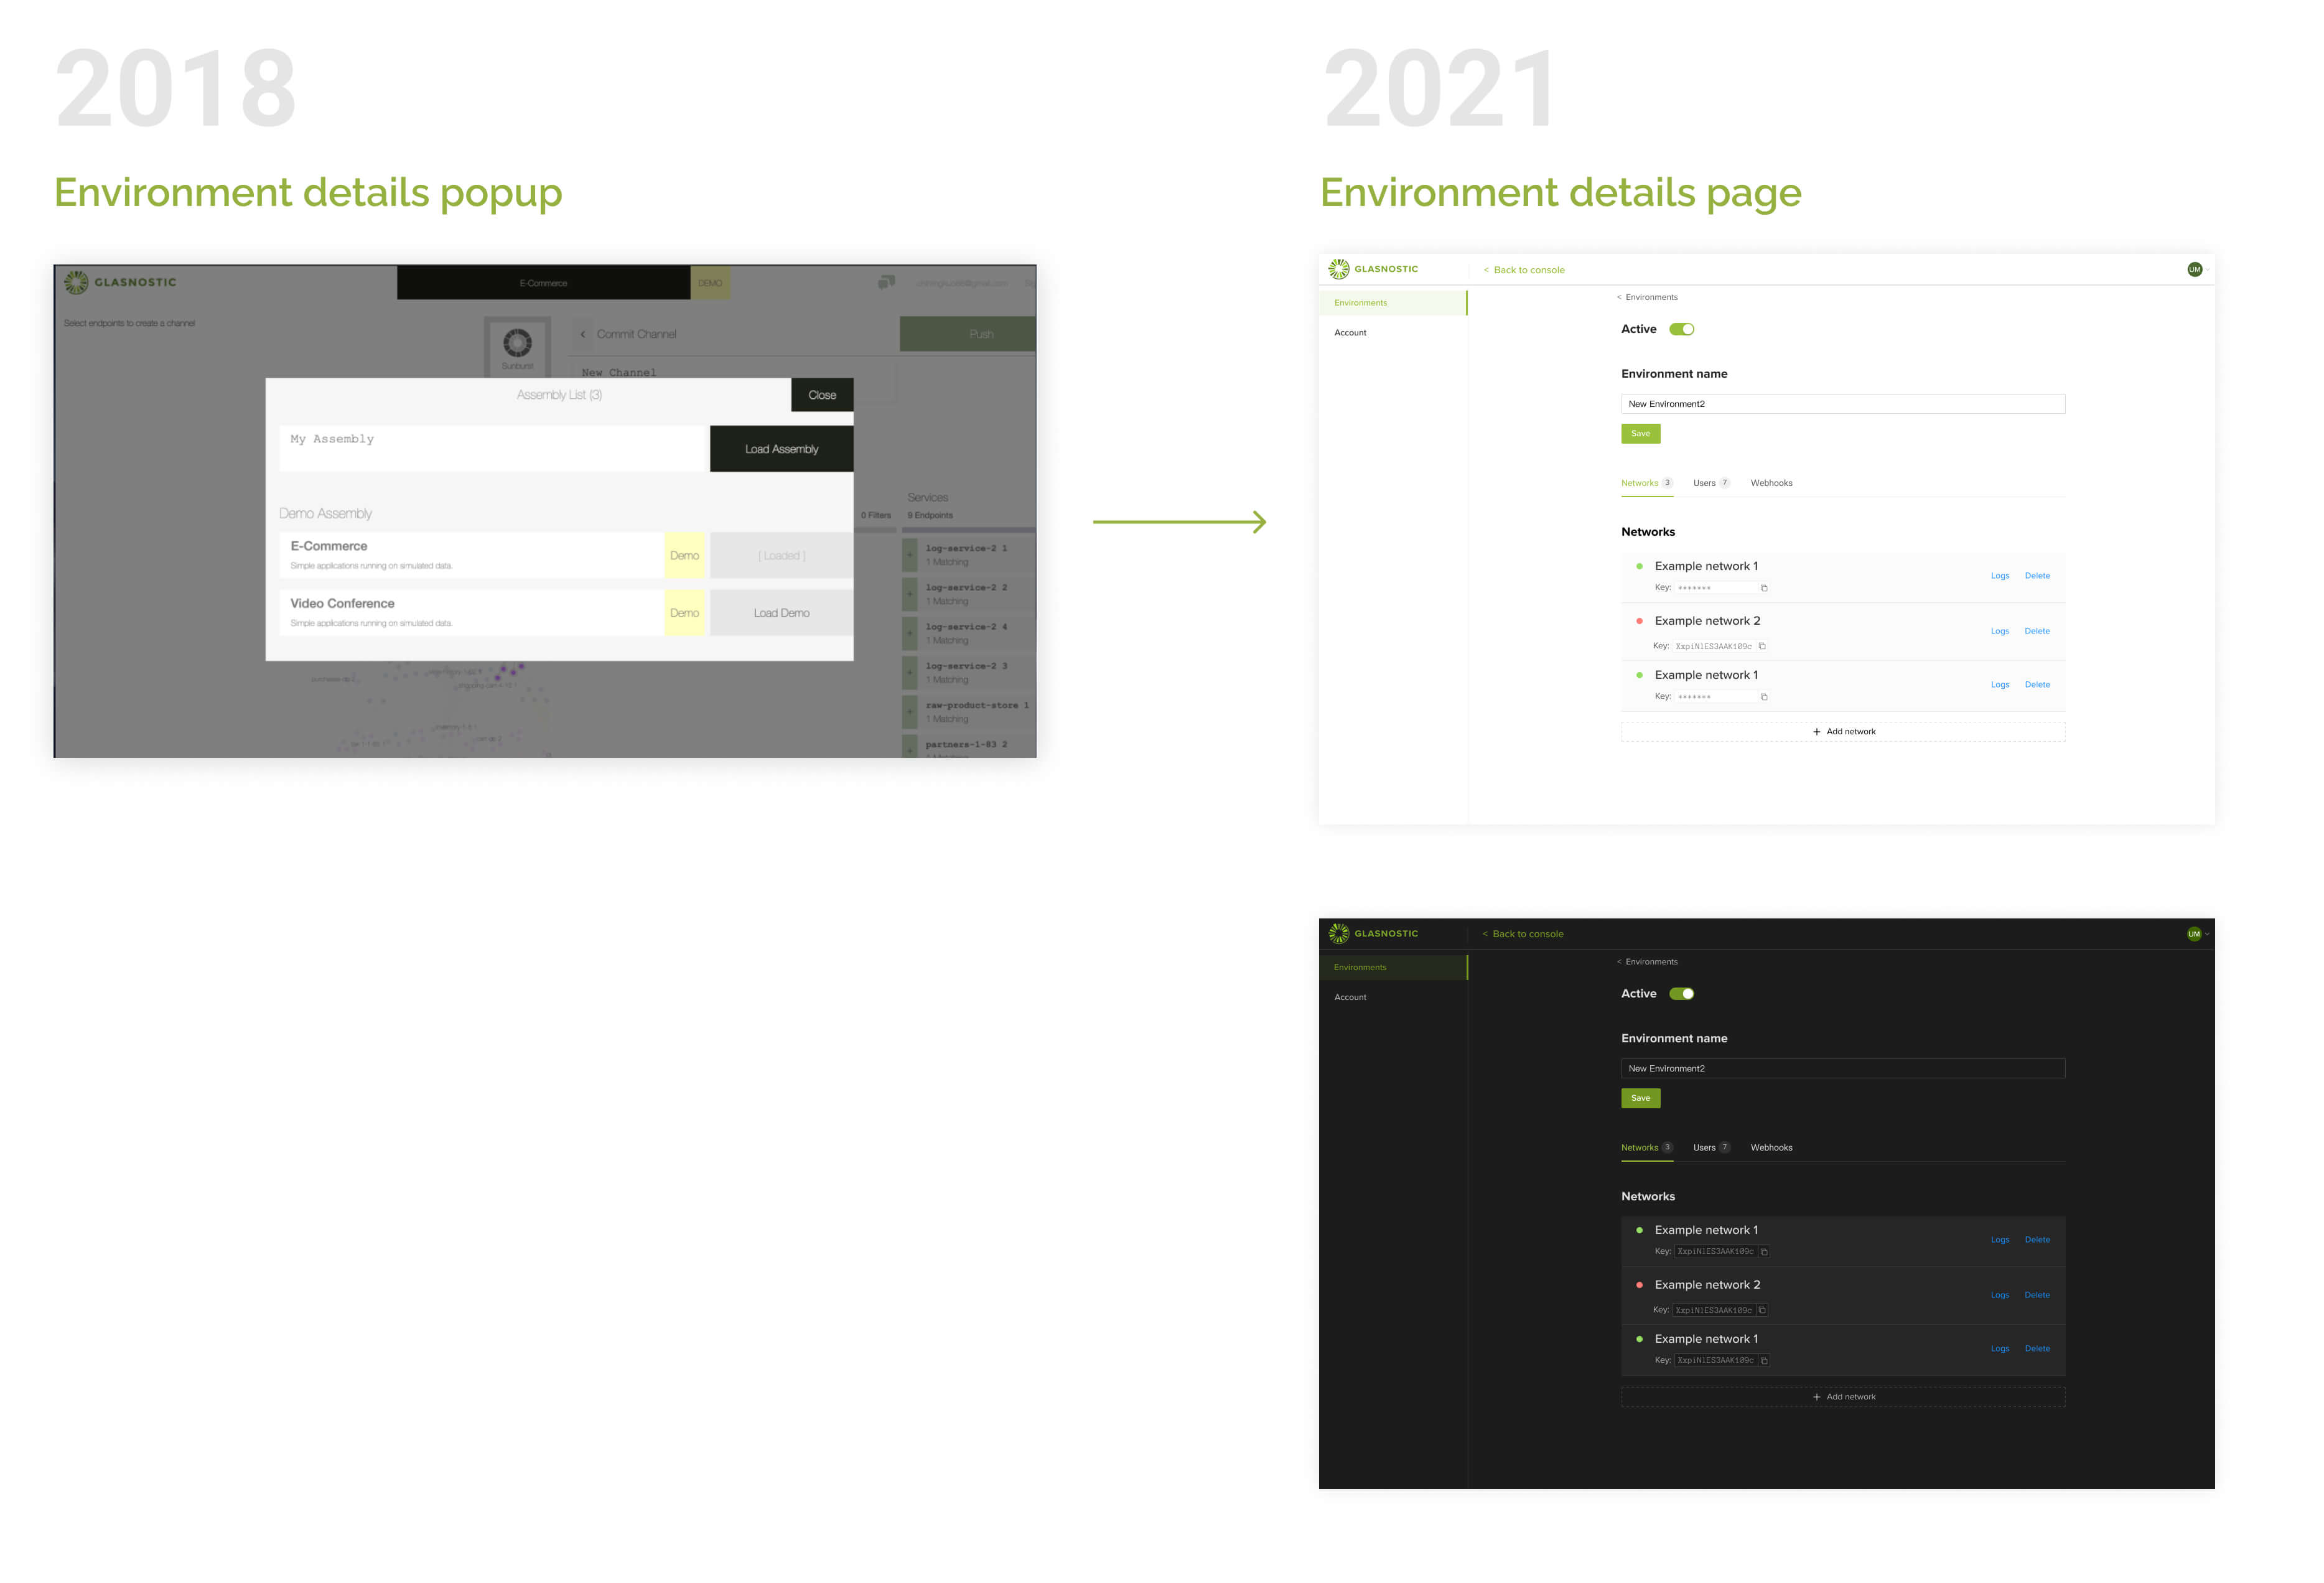 2018
Environment details popup
GLASNOSTIC
E-Commerce
DEMO
Select endpoints to create a channel
Sunburst
Commit Channel
Push
New Channel
Assembly List (3)
Close
My Assembly
Load Assembly
Demo Assembly
E-Commerce
Simple applications running on simulated data.
Demo
[ Loaded ]
Video Conference
Simple applications running on simulated data.
Demo
Load Demo
Services
0 Filters
9 Endpoints
log-service-2 1
1 Matching
log-service-2 2
1 Matching
log-service-2 4
1 Matching
log-service-2 3
1 Matching
raw-product-store 1
1 Matching
partners-1-83 2
2021
Environment details page
GLASNOSTIC
< Back to console
UM
Environments
Account
< Environments
Active
Environment name
New Environment2
Save
Networks 3
Users 7
Webhooks
Networks
Example network 1
Key: *******
Logs
Delete
Example network 2
Key: XxpiNlES3AAK109c
Logs
Delete
Example network 1
Key: *******
Logs
Delete
+ Add network
GLASNOSTIC
< Back to console
UM
Environments
Account
< Environments
Active
Environment name
New Environment2
Save
Networks 3
Users 7
Webhooks
Networks
Example network 1
Key: XxpiNlES3AAK109c
Logs
Delete
Example network 2
Key: XxpiNlES3AAK109c
Logs
Delete
Example network 1
Key: XxpiNlES3AAK109c
Logs
Delete
+ Add network